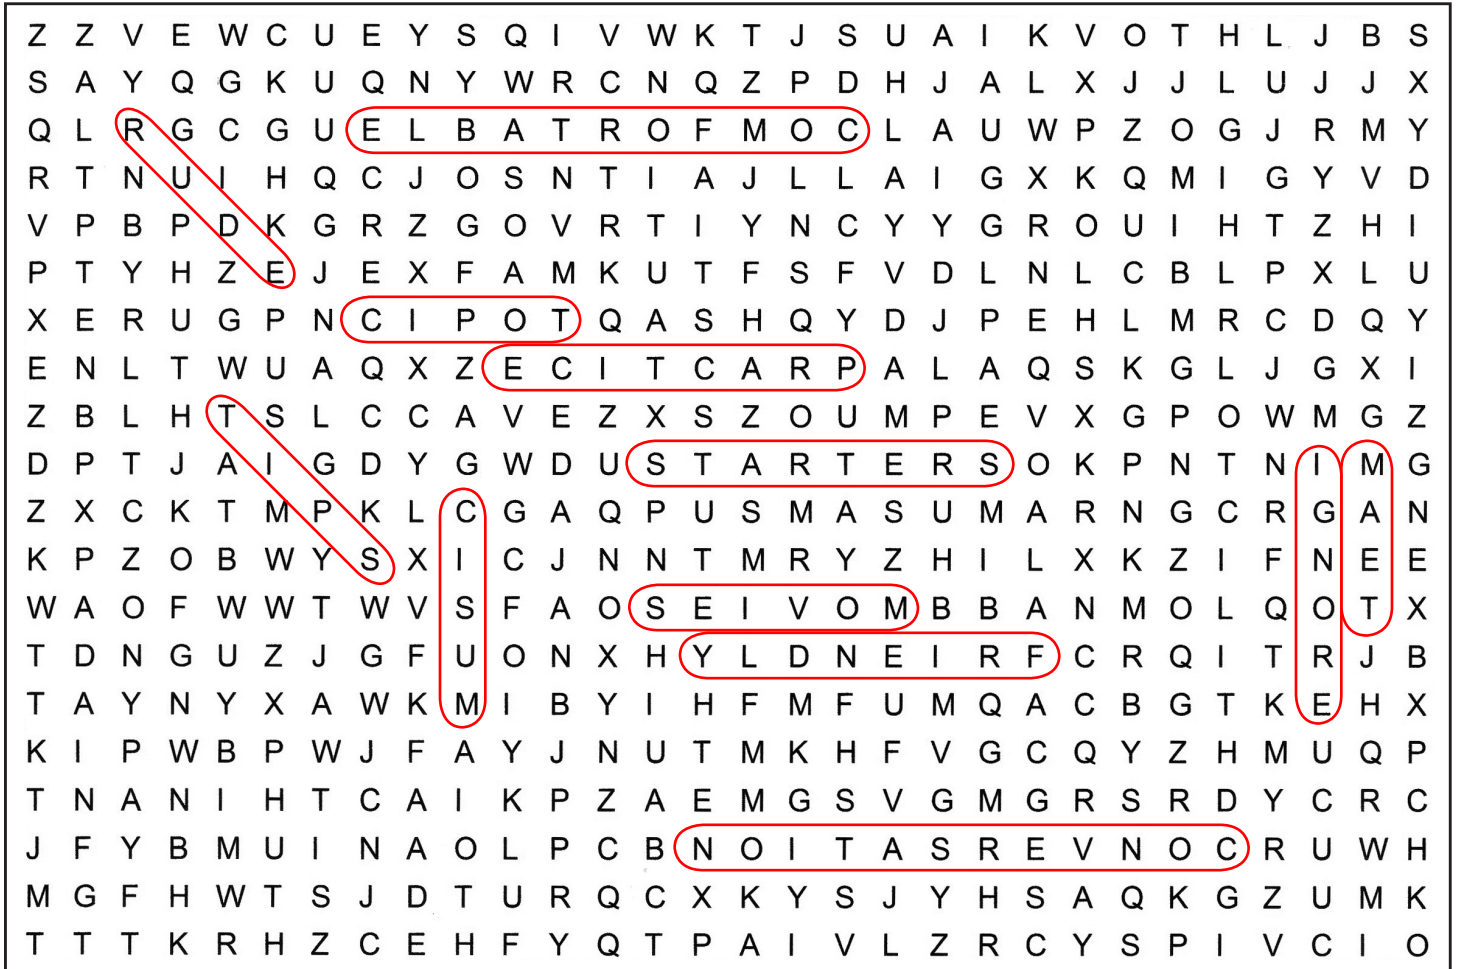 Z Z V E W C U E Y S Q I V W K T J S U A I K V O T H L J B S
S A Y Q G K U Q N Y W R C N Q Z P D H J A L X J J L U J J X
Q L R G C G U E L B A T R O F M O C L A U W P Z O G J R M Y
R T N U I H Q C J O S N T I A J L L A I G X K Q M I G Y V D
V P B P D K G R Z G O V R T I Y N C Y Y G R O U I H T Z H I
P T Y H Z E J E X F A M K U T F S F V D L N L C B L P X L U
X E R U G P N C I P O T Q A S H Q Y D J P E H L M R C D Q Y
E N L T W U A Q X Z E C I T C A R P A L A Q S K G L J G X I
Z B L H T S L C C A V E Z X S Z O U M P E V X G P O W M G Z
D P T J A I G D Y G W D U S T A R T E R S O K P N T N I M G
Z X C K T M P K L C G A Q P U S M A S U M A R N G C R G A N
K P Z O B W Y S X I C J N N T M R Y Z H I L X K Z I F N E E
W A O F W W T W V S F A O S E I V O M B B A N M O L Q O T X
T D N G U Z J G F U O N X H Y L D N E I R F C R Q I T R J B
T A Y N Y X A W K M I B Y I H F M F U M Q A C B G T K E H X
K I P W B P W J F A Y J N U T M K H F V G C Q Y Z H M U Q P
T N A N I H T C A I K P Z A E M G S V G M G R S R D Y C R C
J F Y B M U I N A O L P C B N O I T A S R E V N O C R U W H
M G F H W T S J D T U R Q C X K Y S J Y H S A Q K G Z U M K
T T T K R H Z C E H F Y Q T P A I V L Z R C Y S P I V C I O